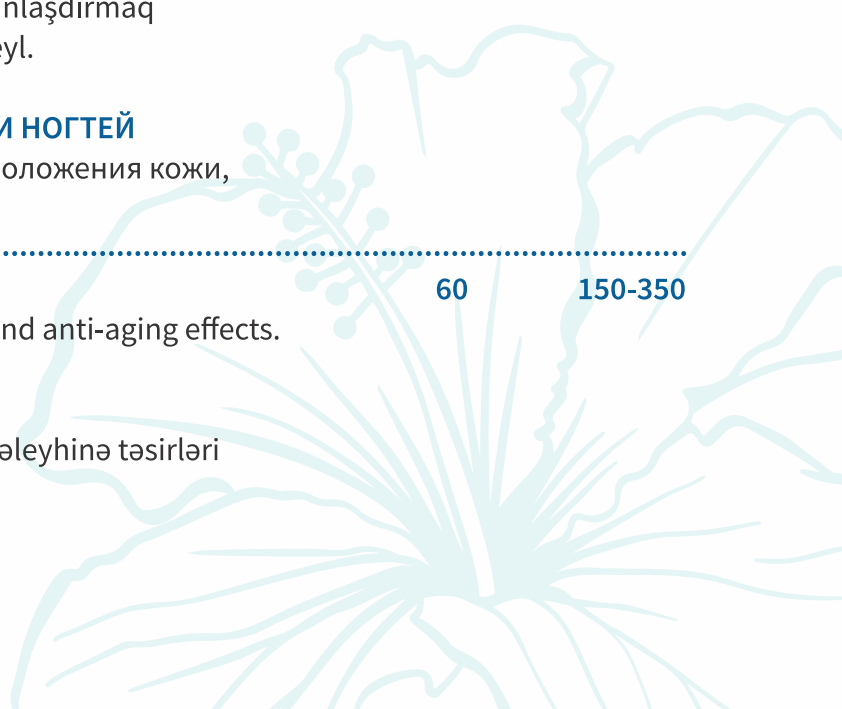 nlaşdırmaq
eyl.
И НОГТЕЙ
оложения кожи,
60 150-350
nd anti-aging effects.
əleyhinə təsirləri